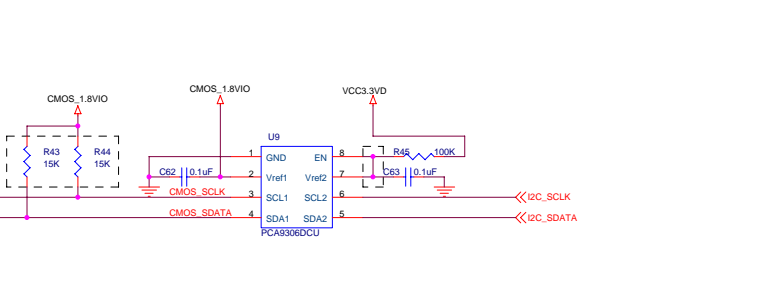 CMOS_1.8VIO
CMOS_1.8VIO
VCC3.3VD
U9
R43
15K
R44
15K
R45
100K
1
GND
EN
8
C62
0.1uF
2
Vref1
Vref2
7
C63
0.1uF
CMOS_SCLK
3
SCL1
SCL2
6
I2C_SCLK
CMOS_SDATA
4
SDA1
SDA2
5
I2C_SDATA
PCA9306DCU